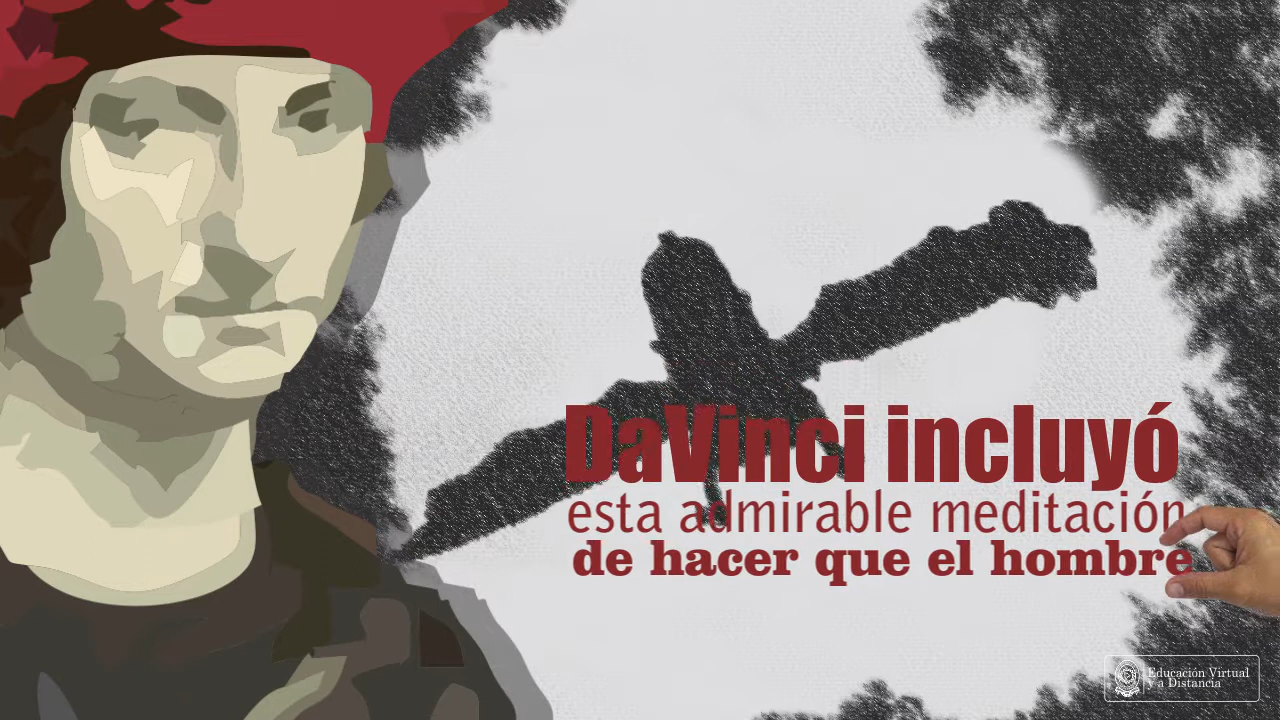 DaVinci incluyó
esta admirable meditación
de hacer que el hombre
Educación Virtual
y a Distancia